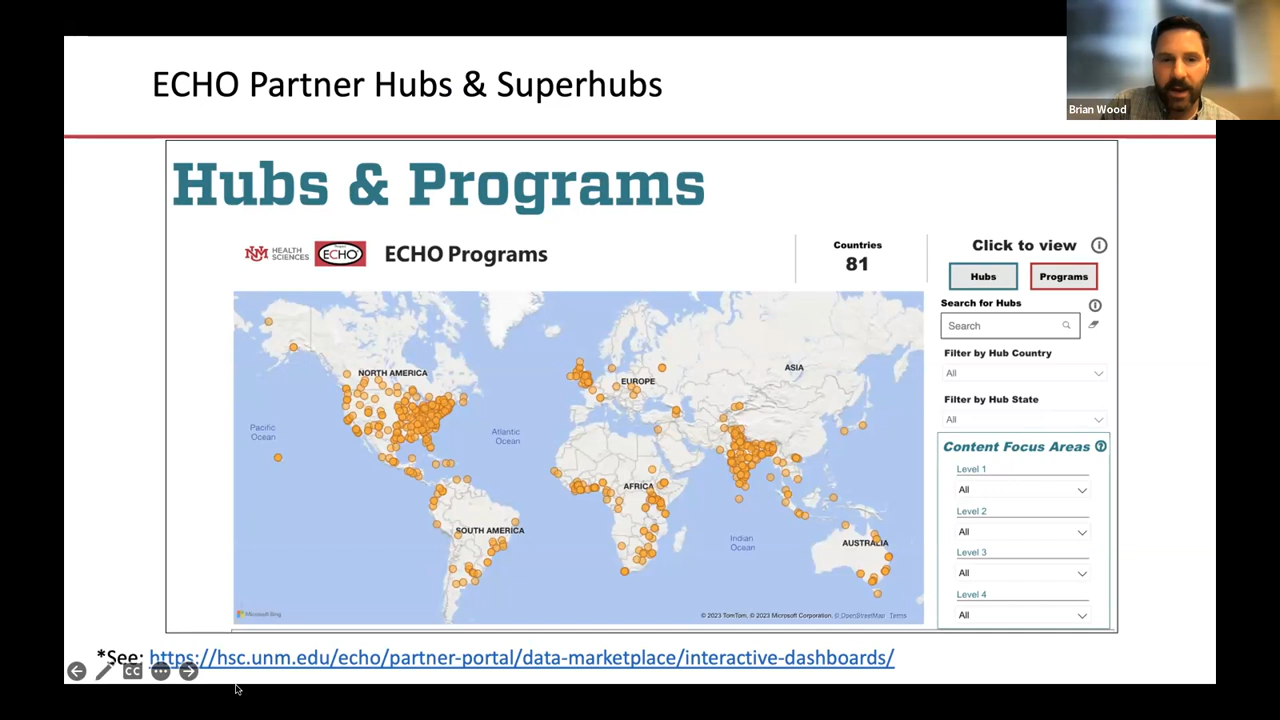 ECHO Partner Hubs & Superhubs
Brian Wood
Hubs & Programs
UNM HEALTH SCIENCES
ECHO
ECHO Programs
Countries
81
Click to view
Hubs
Programs
Search for Hubs
Search
Filter by Hub Country
All
Filter by Hub State
All
Content Focus Areas
Level 1
All
Level 2
All
Level 3
All
Level 4
All
NORTH AMERICA
EUROPE
ASIA
Pacific
Ocean
Atlantic
Ocean
AFRICA
SOUTH AMERICA
Indian
Ocean
AUSTRALIA
Microsoft Bing
© 2023 TomTom, © 2023 Microsoft Corporation, © OpenStreetMap Terms
*See: https://hsc.unm.edu/echo/partner-portal/data-marketplace/interactive-dashboards/
CC